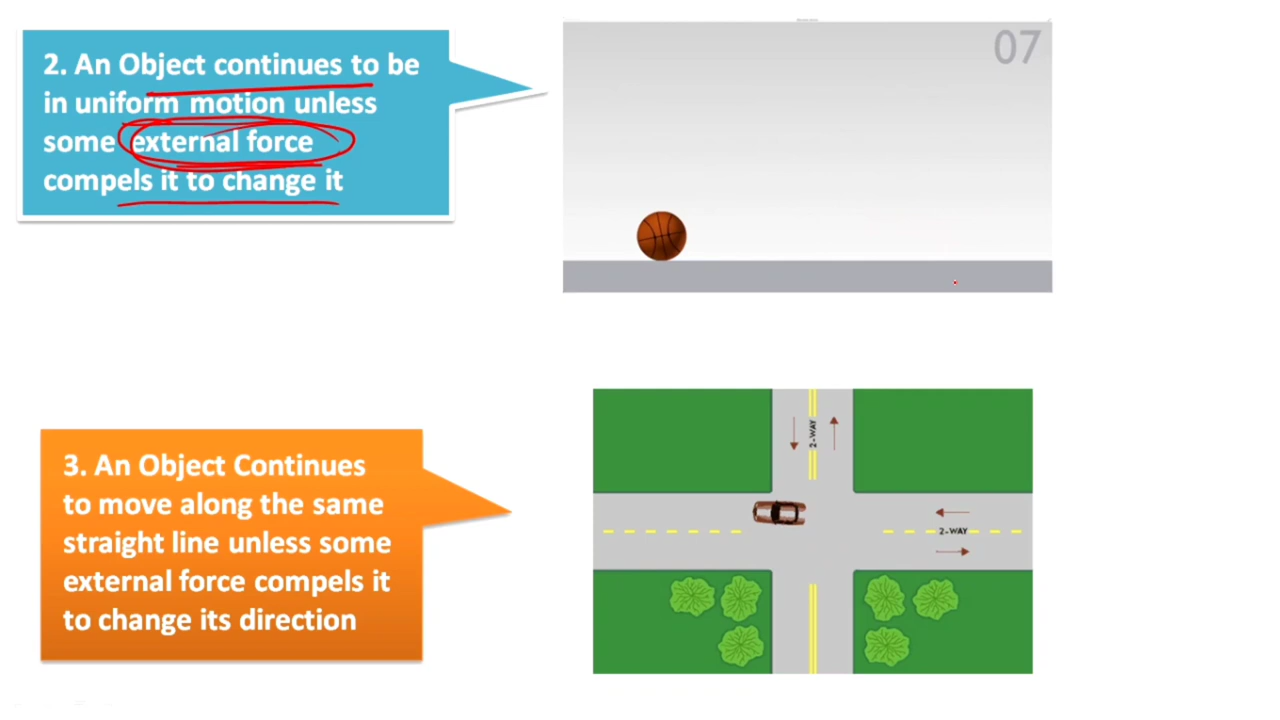 2. An Object continues to be
in uniform motion unless
some external force
compels it to change it
07
3. An Object Continues
to move along the same
straight line unless some
external force compels it
to change its direction
2-WAY
2-WAY